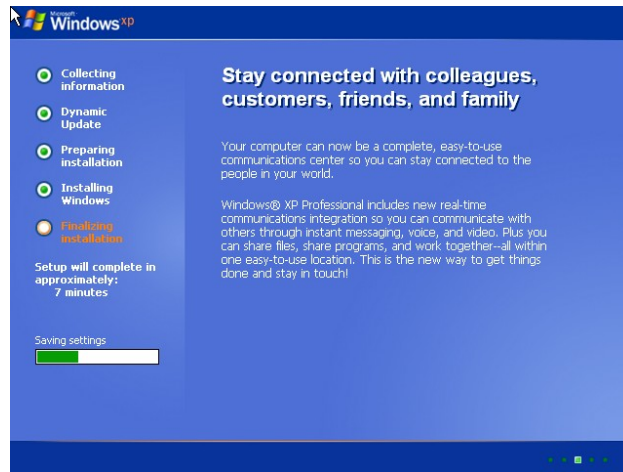 Microsoft
Windows xp
Collecting
information
Dynamic
Update
Preparing
installation
Installing
Windows
Finalizing
installation
Setup will complete in
approximately:
7 minutes
Saving settings
Stay connected with colleagues,
customers, friends, and family
Your computer can now be a complete, easy-to-use
communications center so you can stay connected to the
people in your world.
Windows® XP Professional includes new real-time
communications integration so you can communicate with
others through instant messaging, voice, and video. Plus you
can share files, share programs, and work together--all within
one easy-to-use location. This is the new way to get things
done and stay in touch!